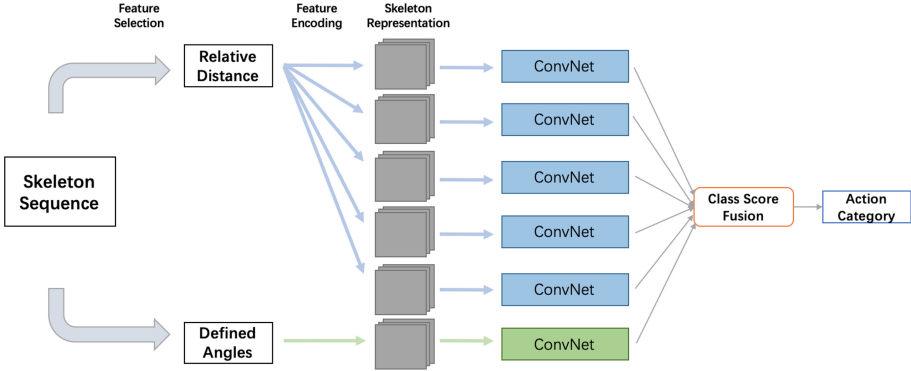 Feature
Selection
Feature
Encoding
Skeleton
Representation
Relative
Distance
ConvNet
ConvNet
Skeleton
Sequence
ConvNet
Class Score
Fusion
Action
Category
ConvNet
ConvNet
Defined
Angles
ConvNet